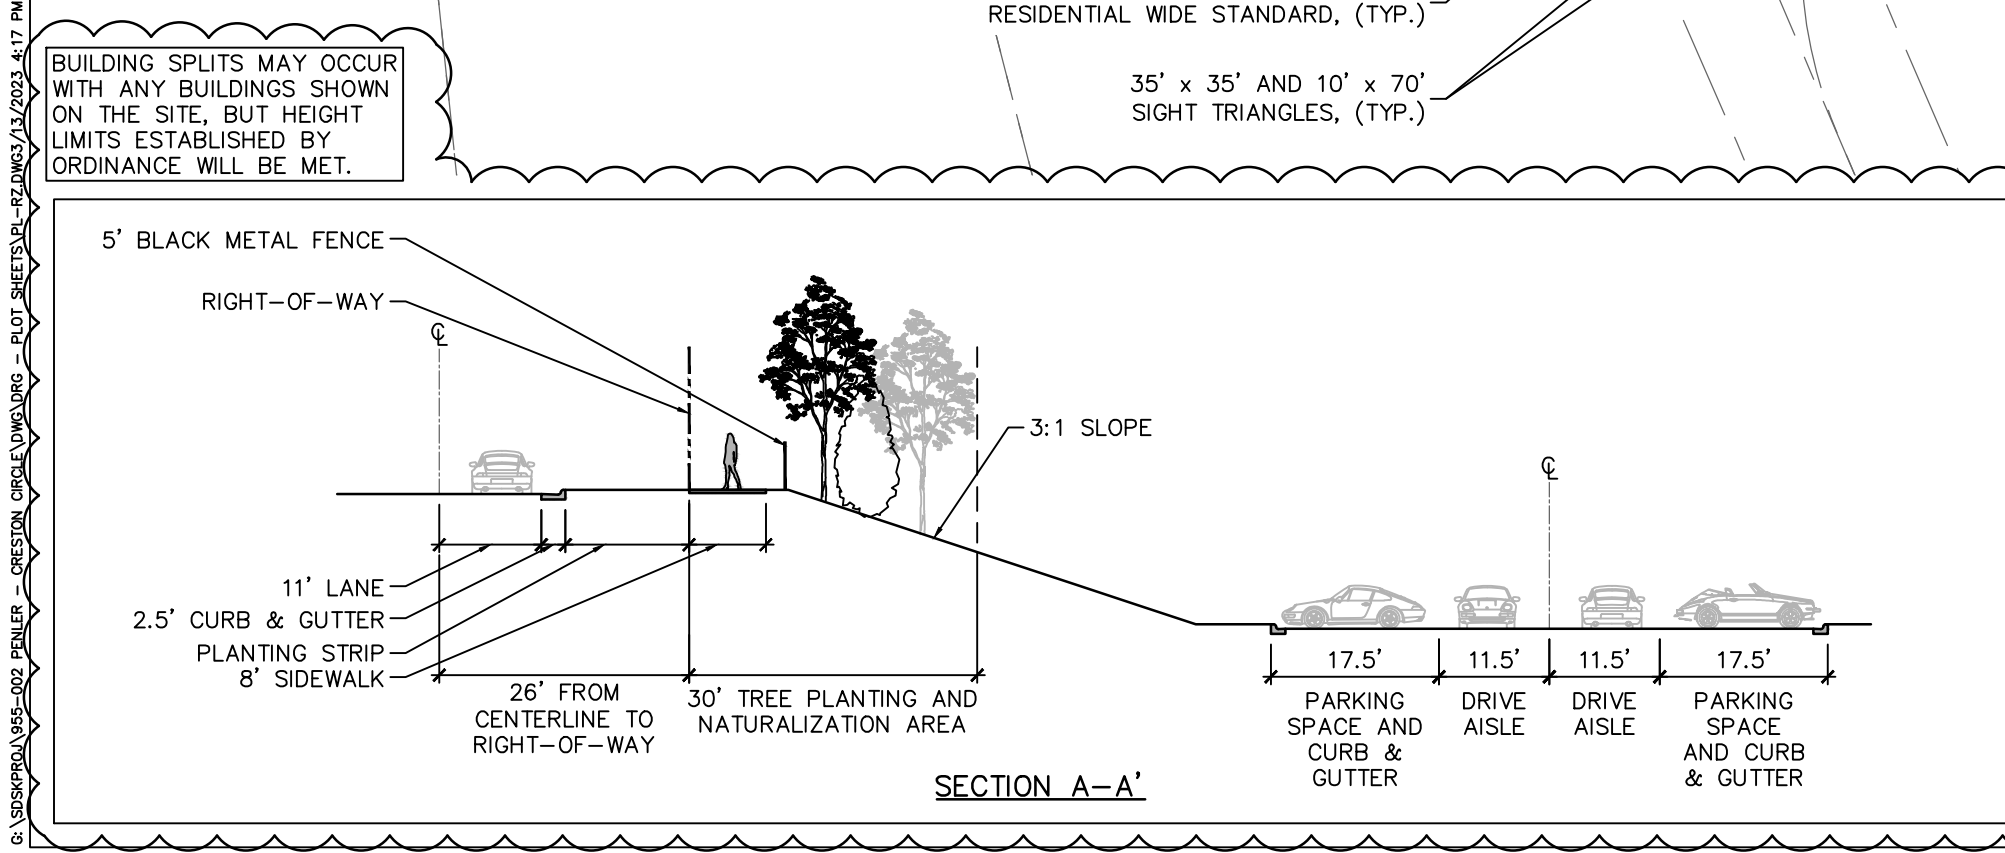 G:\SDSKPROJ\955-002 PENLER - CRESTON CIRCLE\DWG\DRG - PLOT SHEETS\PL-RZ.DWG3/13/2023 4:17 PM
RESIDENTIAL WIDE STANDARD, (TYP.)
35' x 35' AND 10' x 70'
SIGHT TRIANGLES, (TYP.)
BUILDING SPLITS MAY OCCUR
WITH ANY BUILDINGS SHOWN
ON THE SITE, BUT HEIGHT
LIMITS ESTABLISHED BY
ORDINANCE WILL BE MET.
5' BLACK METAL FENCE
RIGHT-OF-WAY
℄
3:1 SLOPE
℄
11' LANE
2.5' CURB & GUTTER
PLANTING STRIP
8' SIDEWALK
26' FROM
CENTERLINE TO
RIGHT-OF-WAY
30' TREE PLANTING AND
NATURALIZATION AREA
17.5'
11.5'
11.5'
17.5'
PARKING
SPACE AND
CURB &
GUTTER
DRIVE
AISLE
DRIVE
AISLE
PARKING
SPACE
AND CURB
& GUTTER
SECTION A-A'